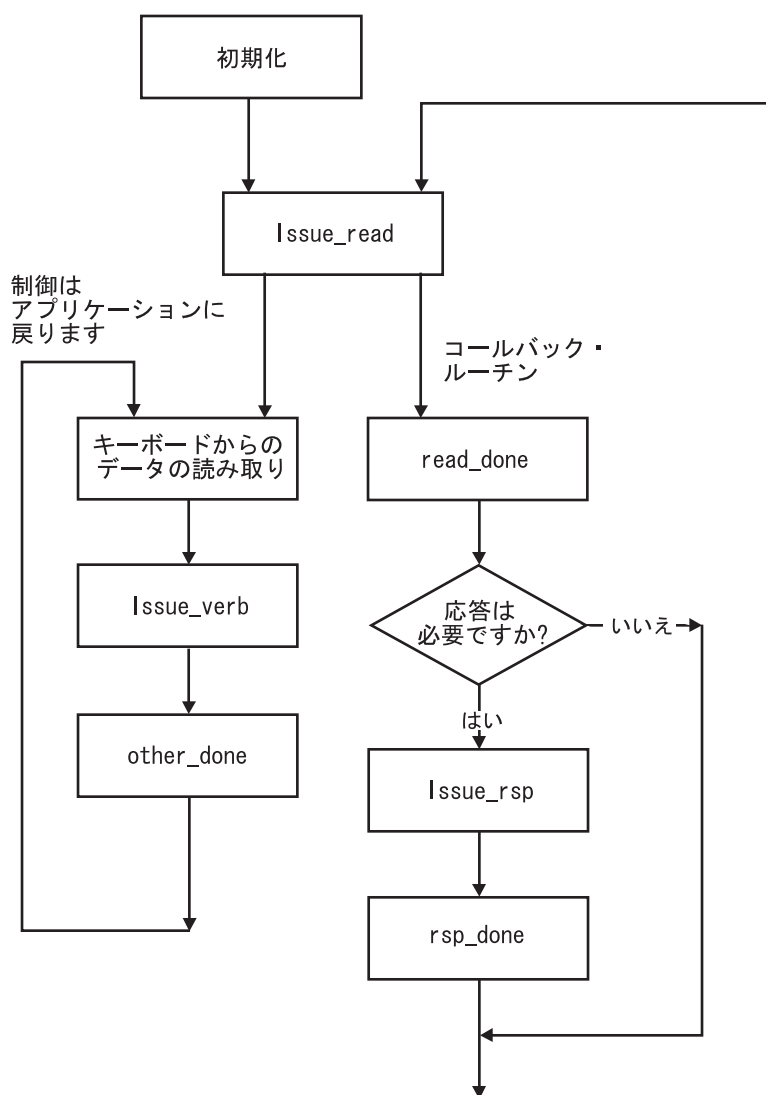 初期化
Issue_read
制御は
アプリケーションに
戻ります
コールバック・
ルーチン
キーボードからの
データの読み取り
read_done
Issue_verb
応答は
必要ですか?
いいえ
はい
other_done
Issue_rsp
rsp_done